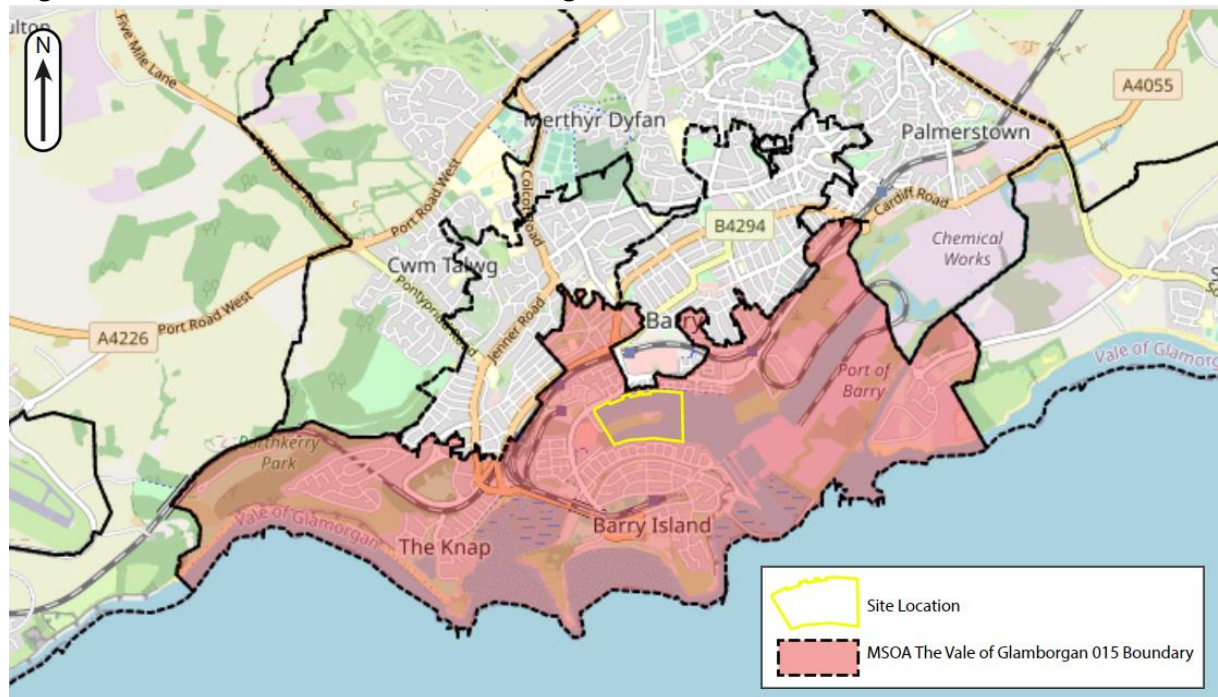 ulton
N
Five Mile Lane
A4055
Merthyr Dyfan
Palmerstown
Port Road West
Colcot Road
Cardiff Road
B4294
Chemical
Works
Cwm Talwg
Pontypridd Road
Port Road West
A4226
Jenner Road
Barry
Vale of Glamorgan
Port of
Barry
Porthkerry
Park
Vale of Glamorgan
The Knap
Barry Island
Site Location
MSOA The Vale of Glamborgan 015 Boundary